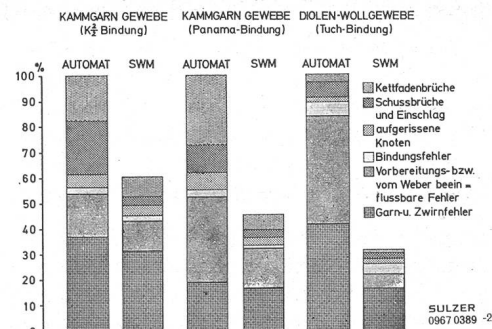 KAMMGARN GEWEBE KAMMGARN GEWEBE DIOLEN-WOLLGEWEBE
(K 2/2 Bindung) (Panama-Bindung) (Tuch-Bindung)
% AUTOMAT SWM AUTOMAT SWM AUTOMAT SWM
100
90
80
70
60
50
40
30
20
10
0
Kettfadenbrüche
Schussbrüche
und Einschlag
aufgerissene
Knoten
Bindungsfehler
Vorbereitungs- bzw.
vom Weber beein =
flussbare Fehler
Garn-u. Zwirnfehler
SULZER
0967 0389 -2